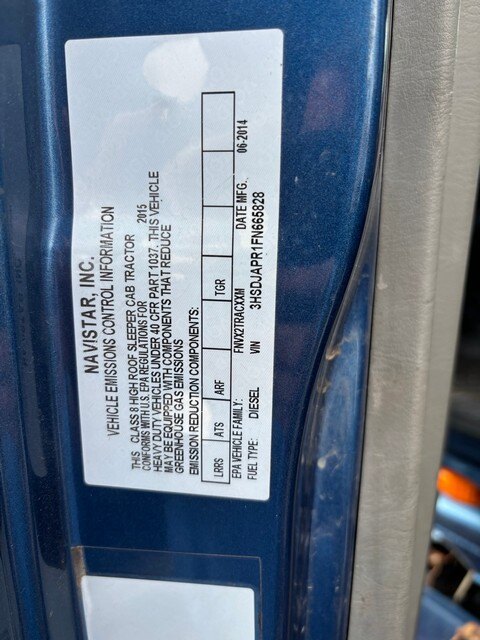 NAVISTAR, INC.
VEHICLE EMISSIONS CONTROL INFORMATION
THIS CLASS 8 HIGH ROOF SLEEPER CAB TRACTOR
CONFORMS WITH U.S. EPA REGULATIONS FOR 2015
HEAVY DUTY VEHICLES UNDER 40 CFR PART 1037. THIS VEHICLE
MAY BE EQUIPPED WITH COMPONENTS THAT REDUCE
GREENHOUSE GAS EMISSIONS
EMISSION REDUCTION COMPONENTS:
LRRS ATS ARF TGR
EPA VEHICLE FAMILY: FNVX2TRACXXM DATE MFG. 06-2014
FUEL TYPE: DIESEL VIN 3HSDJAPR1FN665828